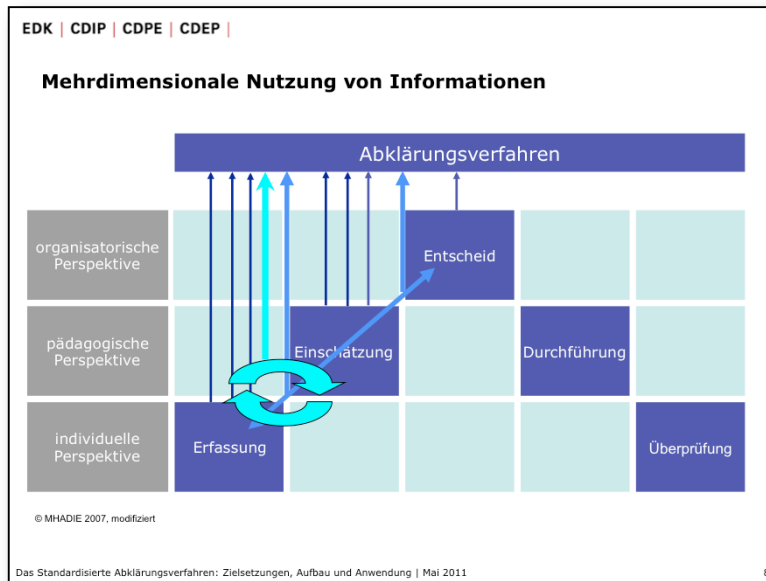 EDK | CDIP | CDPE | CDEP |
Mehrdimensionale Nutzung von Informationen
Abklärungsverfahren
organisatorische
Perspektive
Entscheid
pädagogische
Perspektive
Einschätzung
Durchführung
individuelle
Perspektive
Erfassung
Überprüfung
© MHADIE 2007, modifiziert
Das Standardisierte Abklärungsverfahren: Zielsetzungen, Aufbau und Anwendung | Mai 2011